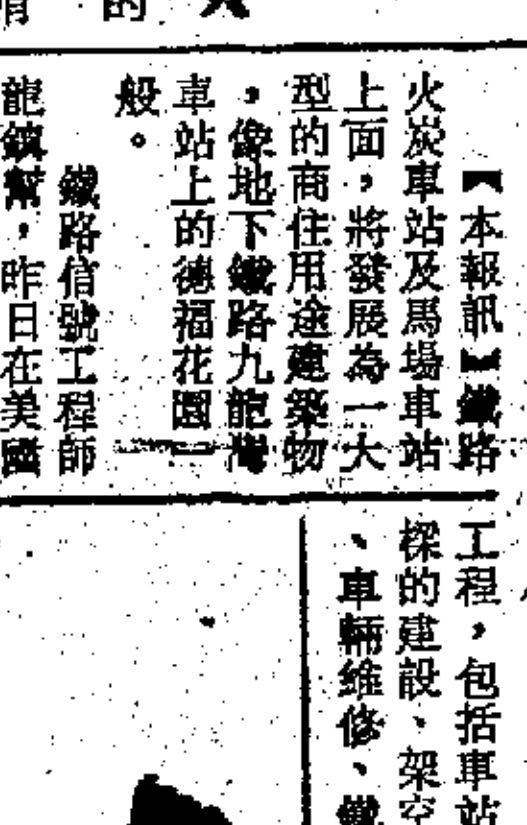 【本報訊】鐵路
火炭車站及馬場車站
上面，將發展為一大
型的商住用途建築物
，像地下鐵路九龍灣
車站上的德福花園一
般。
鐵路信號工程師
龍鎮幫，昨日在美國
工程，包括車站
樑的建設、架空
、車輛維修、鐵